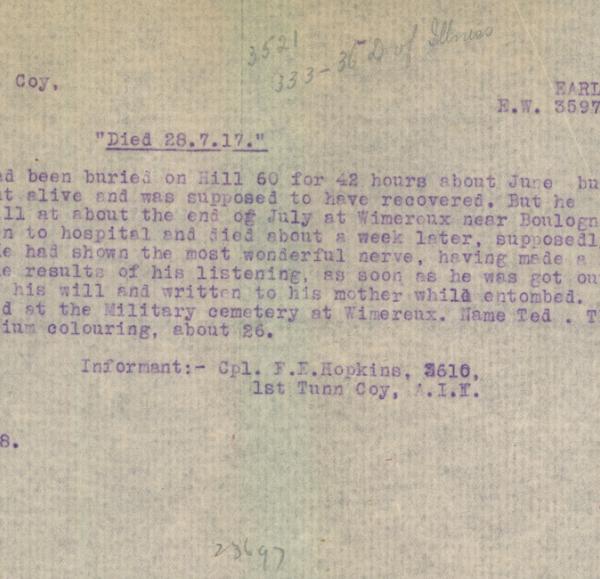 3521
333-36 D of Illness
Coy,
EARL
E.W. 3597
"Died 28.7.17."
ad been buried on Hill 60 for 42 hours about June bu
t alive and was supposed to have recovered. But he
ll at about the end of July at Wimereux near Boulogn
n to hospital and died about a week later, supposedl
e had shown the most wonderful nerve, having made a
e results of his listening, as soon as he was got ou
his will and written to his mother while entombed.
d at the Military cemetery at Wimereux. Name Ted . T
ium colouring, about 26.
Informant:- Cpl. F.E.Hopkins, 3610,
1st Tunn Coy, A.I.F.
8.
23697